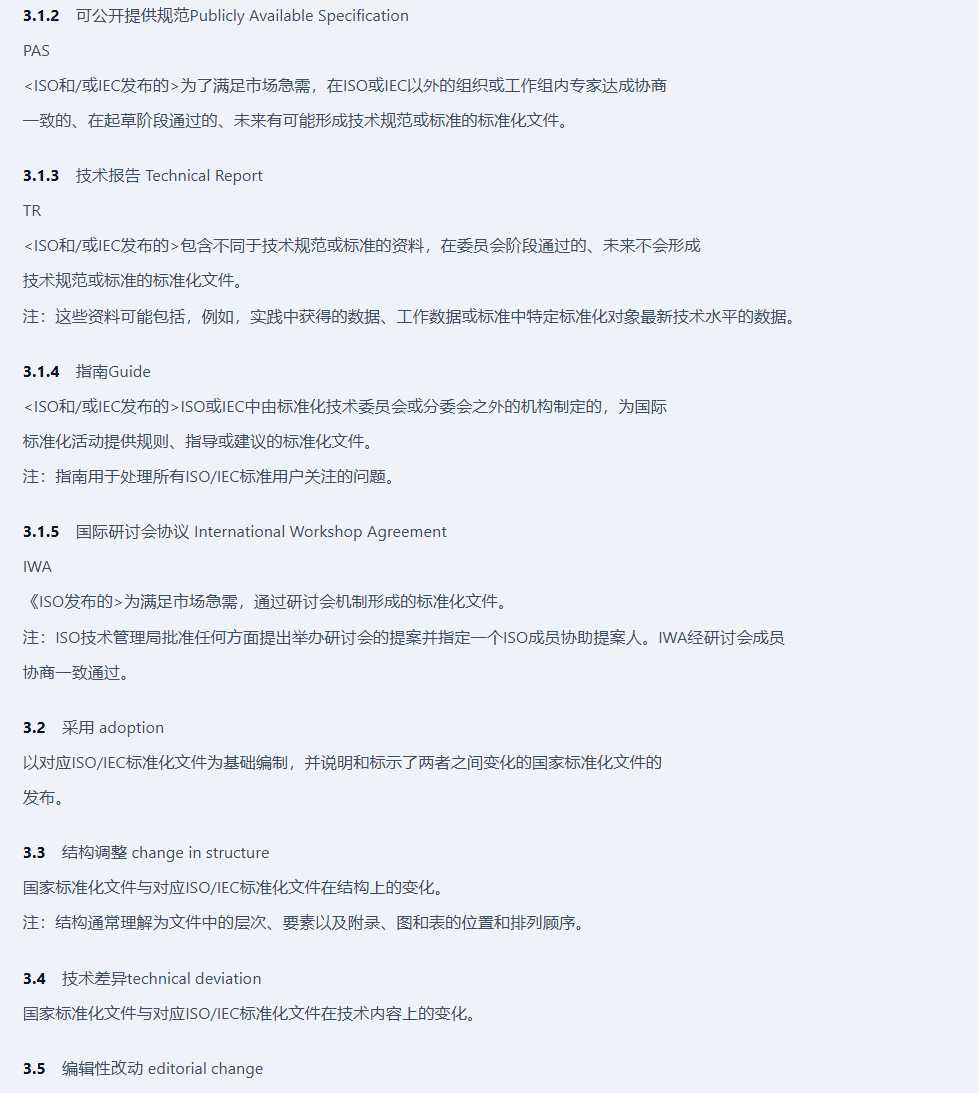 3.1.2 可公开提供规范Publicly Available Specification
PAS
<ISO和/或IEC发布的>为了满足市场急需，在ISO或IEC以外的组织或工作组内专家达成协商
一致的、在起草阶段通过的、未来有可能形成技术规范或标准的标准化文件。
3.1.3 技术报告 Technical Report
TR
<ISO和/或IEC发布的>包含不同于技术规范或标准的资料，在委员会阶段通过的、未来不会形成
技术规范或标准的标准化文件。
注：这些资料可能包括，例如，实践中获得的数据、工作数据或标准中特定标准化对象最新技术水平的数据。
3.1.4 指南Guide
<ISO和/或IEC发布的>ISO或IEC中由标准化技术委员会或分委会之外的机构制定的，为国际
标准化活动提供规则、指导或建议的标准化文件。
注：指南用于处理所有ISO/IEC标准用户关注的问题。
3.1.5 国际研讨会协议 International Workshop Agreement
IWA
《ISO发布的>为满足市场急需，通过研讨会机制形成的标准化文件。
注：ISO技术管理局批准任何方面提出举办研讨会的提案并指定一个ISO成员协助提案人。IWA经研讨会成员
协商一致通过。
3.2 采用 adoption
以对应ISO/IEC标准化文件为基础编制，并说明和标示了两者之间变化的国家标准化文件的
发布。
3.3 结构调整 change in structure
国家标准化文件与对应ISO/IEC标准化文件在结构上的变化。
注：结构通常理解为文件中的层次、要素以及附录、图和表的位置和排列顾序。
3.4 技术差异technical deviation
国家标准化文件与对应ISO/IEC标准化文件在技术内容上的变化。
3.5 编辑性改动 editorial change